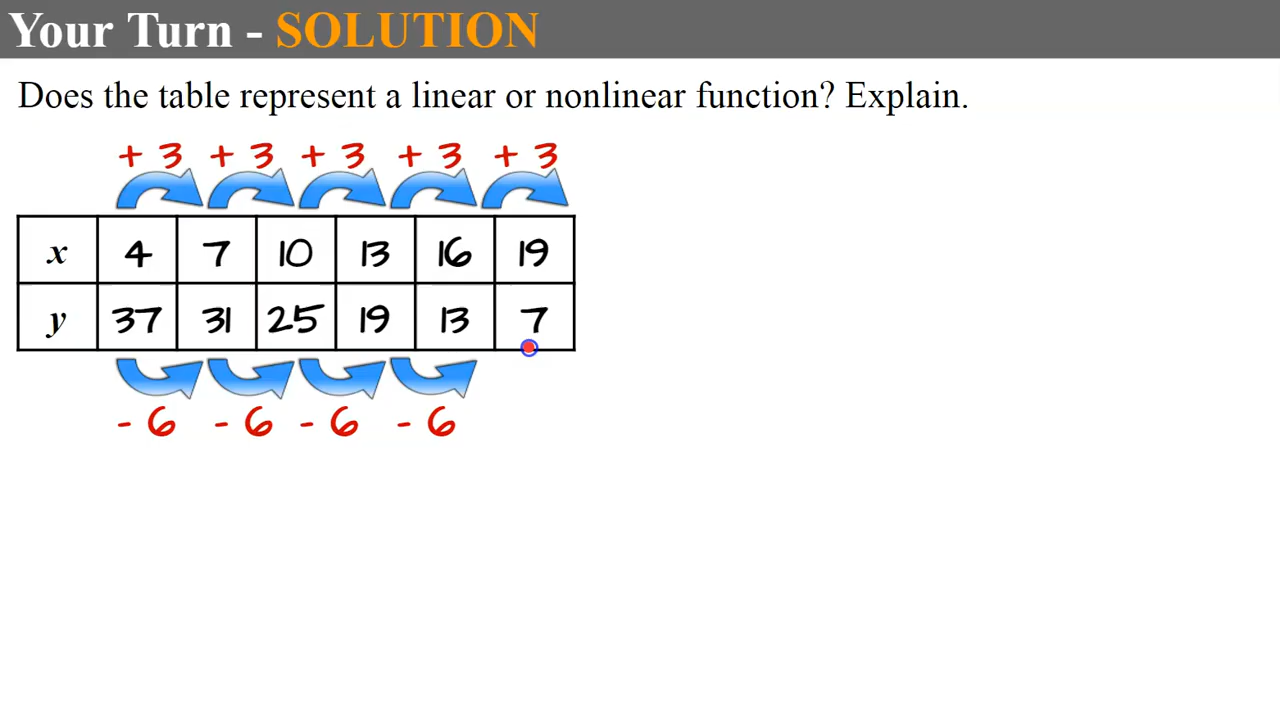 Your Turn - SOLUTION
Does the table represent a linear or nonlinear function? Explain.
+ 3 + 3 + 3 + 3 + 3
x 4 7 10 13 16 19
y 37 31 25 19 13 7
- 6 - 6 - 6 - 6